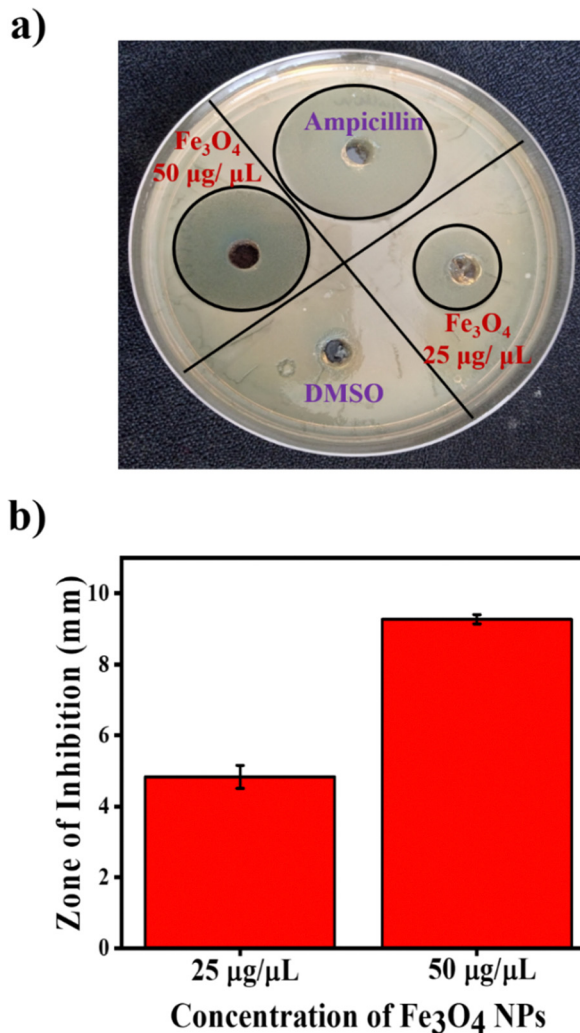 a)
Ampicillin
Fe₃O₄
50 µg/ µL
Fe₃O₄
25 µg/ µL
DMSO
b)
Zone of Inhibition (mm)
10
8
6
4
2
0
25 µg/µL
50 µg/µL
Concentration of Fe₃O₄ NPs